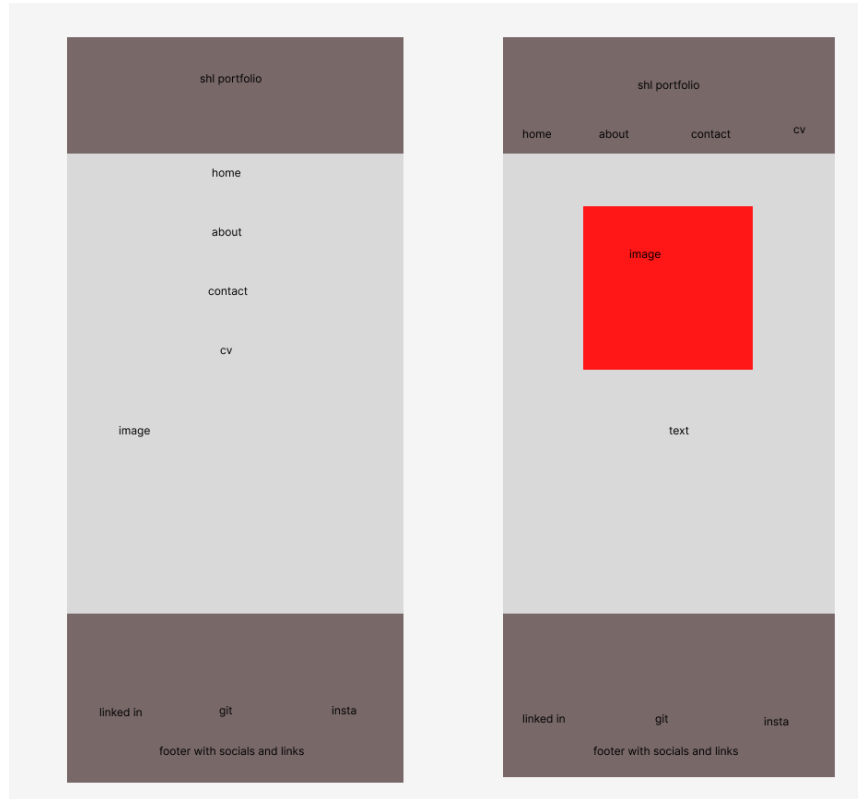 shl portfolio
home
about
contact
cv
image
linked in
git
insta
footer with socials and links
shl portfolio
home
about
contact
cv
image
text
linked in
git
insta
footer with socials and links